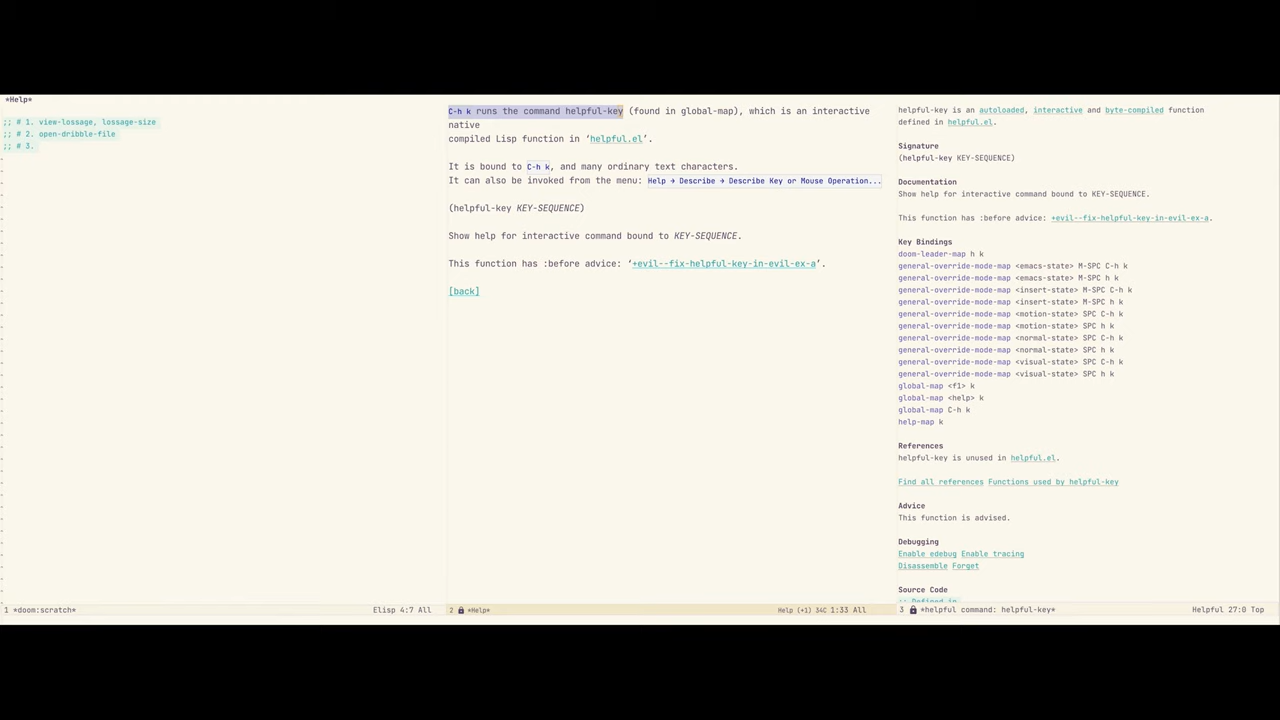 *Help*
;; # 1. view-lossage, lossage-size
;; # 2. open-dribble-file
;; # 3.
1 *doom:scratch*
Elisp 4:7 All
C-h k runs the command helpful-key (found in global-map), which is an interactive
native
compiled Lisp function in ‘helpful.el’.
It is bound to C-h k, and many ordinary text characters.
It can also be invoked from the menu: Help → Describe → Describe Key or Mouse Operation...
(helpful-key KEY-SEQUENCE)
Show help for interactive command bound to KEY-SEQUENCE.
This function has :before advice: ‘+evil--fix-helpful-key-in-evil-ex-a’.
[back]
2 *Help*
Help (+1) 34C 1:33 All
helpful-key is an autoloaded, interactive and byte-compiled function
defined in helpful.el.
Signature
(helpful-key KEY-SEQUENCE)
Documentation
Show help for interactive command bound to KEY-SEQUENCE.
This function has :before advice: +evil--fix-helpful-key-in-evil-ex-a.
Key Bindings
doom-leader-map h k
general-override-mode-map <emacs-state> M-SPC C-h k
general-override-mode-map <emacs-state> M-SPC h k
general-override-mode-map <insert-state> M-SPC C-h k
general-override-mode-map <insert-state> M-SPC h k
general-override-mode-map <motion-state> SPC C-h k
general-override-mode-map <motion-state> SPC h k
general-override-mode-map <normal-state> SPC C-h k
general-override-mode-map <normal-state> SPC h k
general-override-mode-map <visual-state> SPC C-h k
general-override-mode-map <visual-state> SPC h k
global-map <f1> k
global-map <help> k
global-map C-h k
help-map k
References
helpful-key is unused in helpful.el.
Find all references Functions used by helpful-key
Advice
This function is advised.
Debugging
Enable edebug Enable tracing
Disassemble Forget
Source Code
;; Defined in
3 *helpful command: helpful-key*
Helpful 27:0 Top